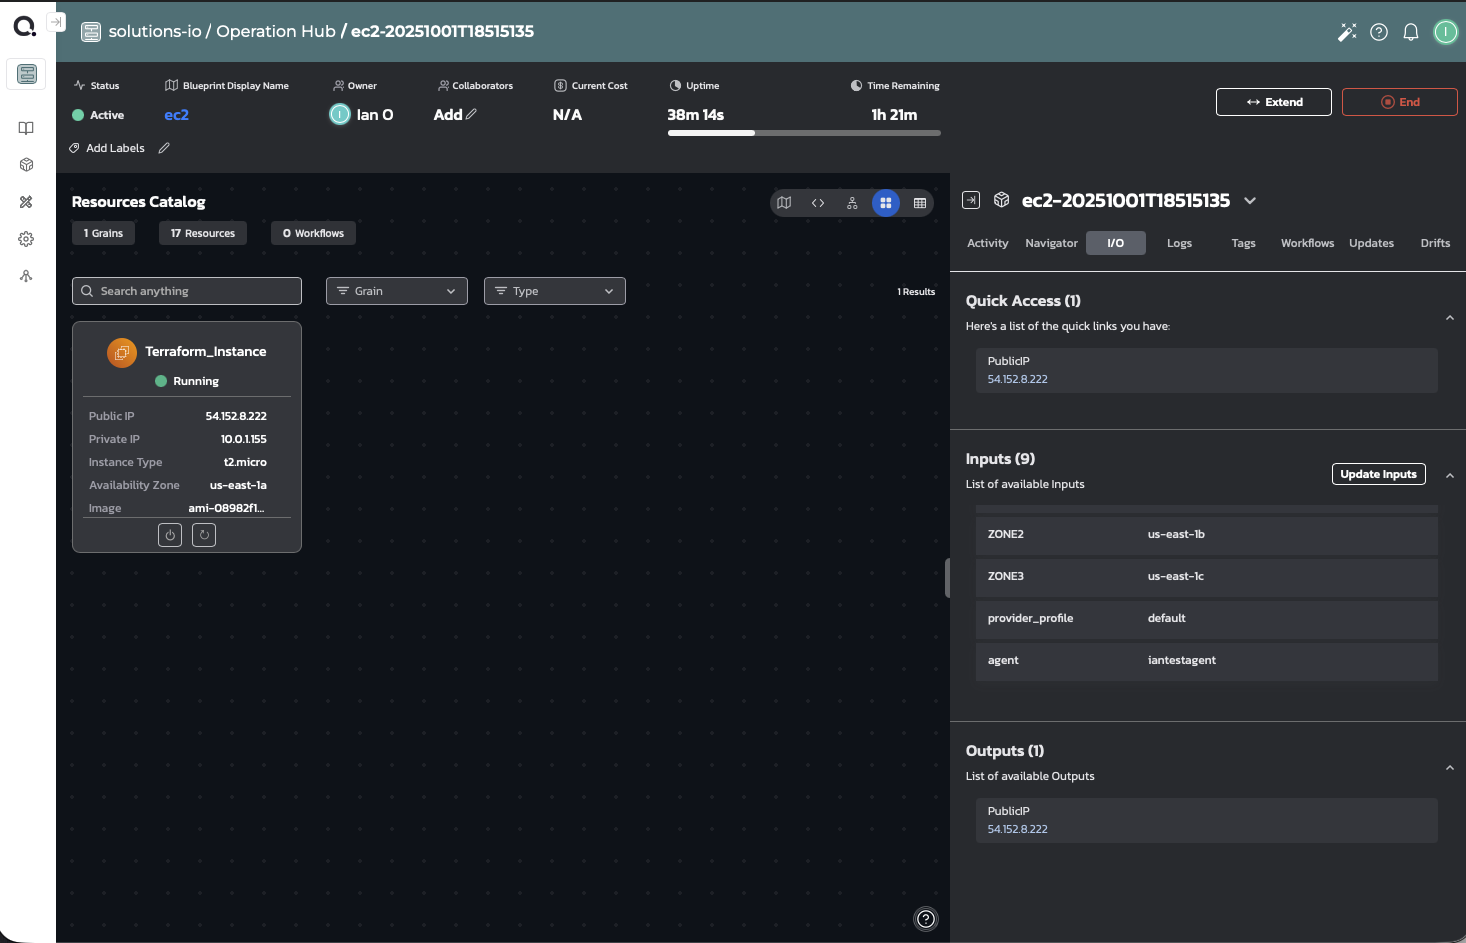 solutions-io / Operation Hub / ec2-20251001T18515135
Status
Active
Blueprint Display Name
ec2
Owner
I
Ian O
Collaborators
Add
Current Cost
N/A
Uptime
38m 14s
Time Remaining
1h 21m
Extend
End
I
Add Labels
Resources Catalog
1 Grains
17 Resources
0 Workflows
Search anything
Grain
Type
1 Results
Terraform_Instance
Running
Public IP 54.152.8.222
Private IP 10.0.1.155
Instance Type t2.micro
Availability Zone us-east-1a
Image ami-08982f1...
ec2-20251001T18515135
Activity Navigator I/O Logs Tags Workflows Updates Drifts
Quick Access (1)
Here's a list of the quick links you have:
PublicIP
54.152.8.222
Inputs (9)
List of available Inputs
Update Inputs
ZONE2 us-east-1b
ZONE3 us-east-1c
provider_profile default
agent iantestagent
Outputs (1)
List of available Outputs
PublicIP
54.152.8.222